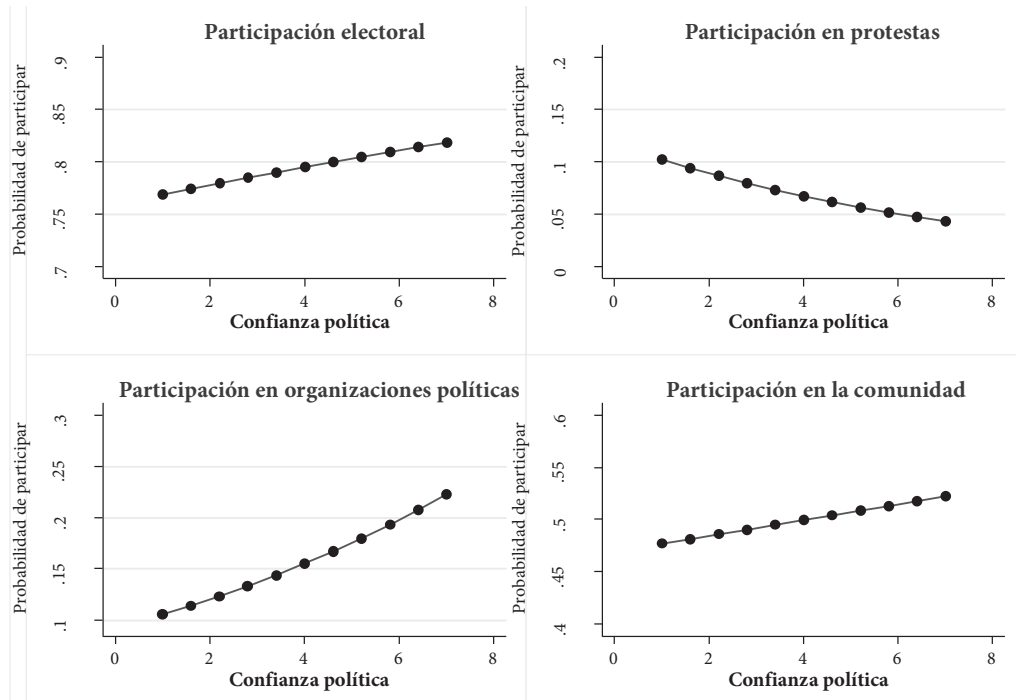 Participación electoral
Probabilidad de participar
.9
.85
.8
.75
.7
0 2 4 6 8
Confianza política
Participación en protestas
Probabilidad de participar
.2
.15
.1
.05
0
0 2 4 6 8
Confianza política
Participación en organizaciones políticas
Probabilidad de participar
.3
.25
.2
.15
.1
0 2 4 6 8
Confianza política
Participación en la comunidad
Probabilidad de participar
.6
.55
.5
.45
.4
0 2 4 6 8
Confianza política